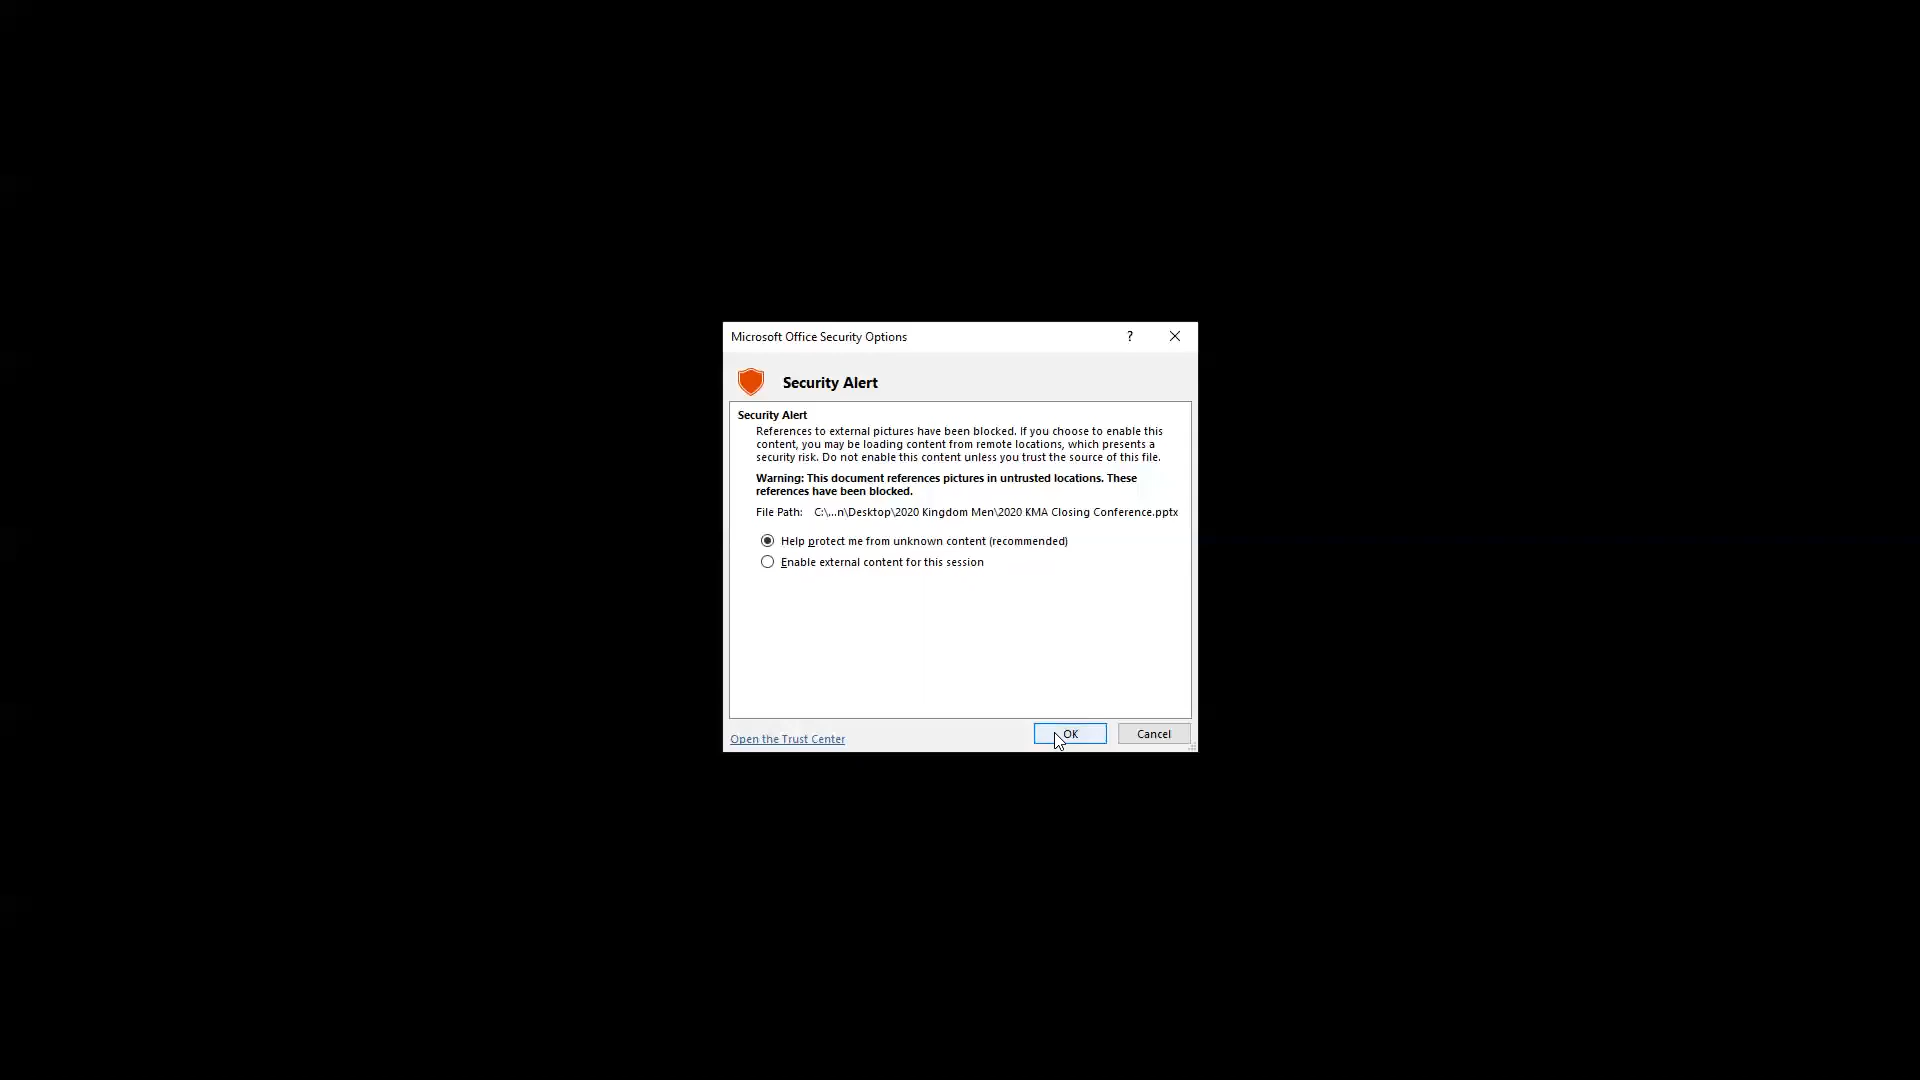 Microsoft Office Security Options
?
Security Alert
Security Alert
References to external pictures have been blocked. If you choose to enable this
content, you may be loading content from remote locations, which presents a
security risk. Do not enable this content unless you trust the source of this file.
Warning: This document references pictures in untrusted locations. These
references have been blocked.
File Path: C:\...n\Desktop\2020 Kingdom Men\2020 KMA Closing Conference.pptx
Help protect me from unknown content (recommended)
Enable external content for this session
Open the Trust Center
OK
Cancel